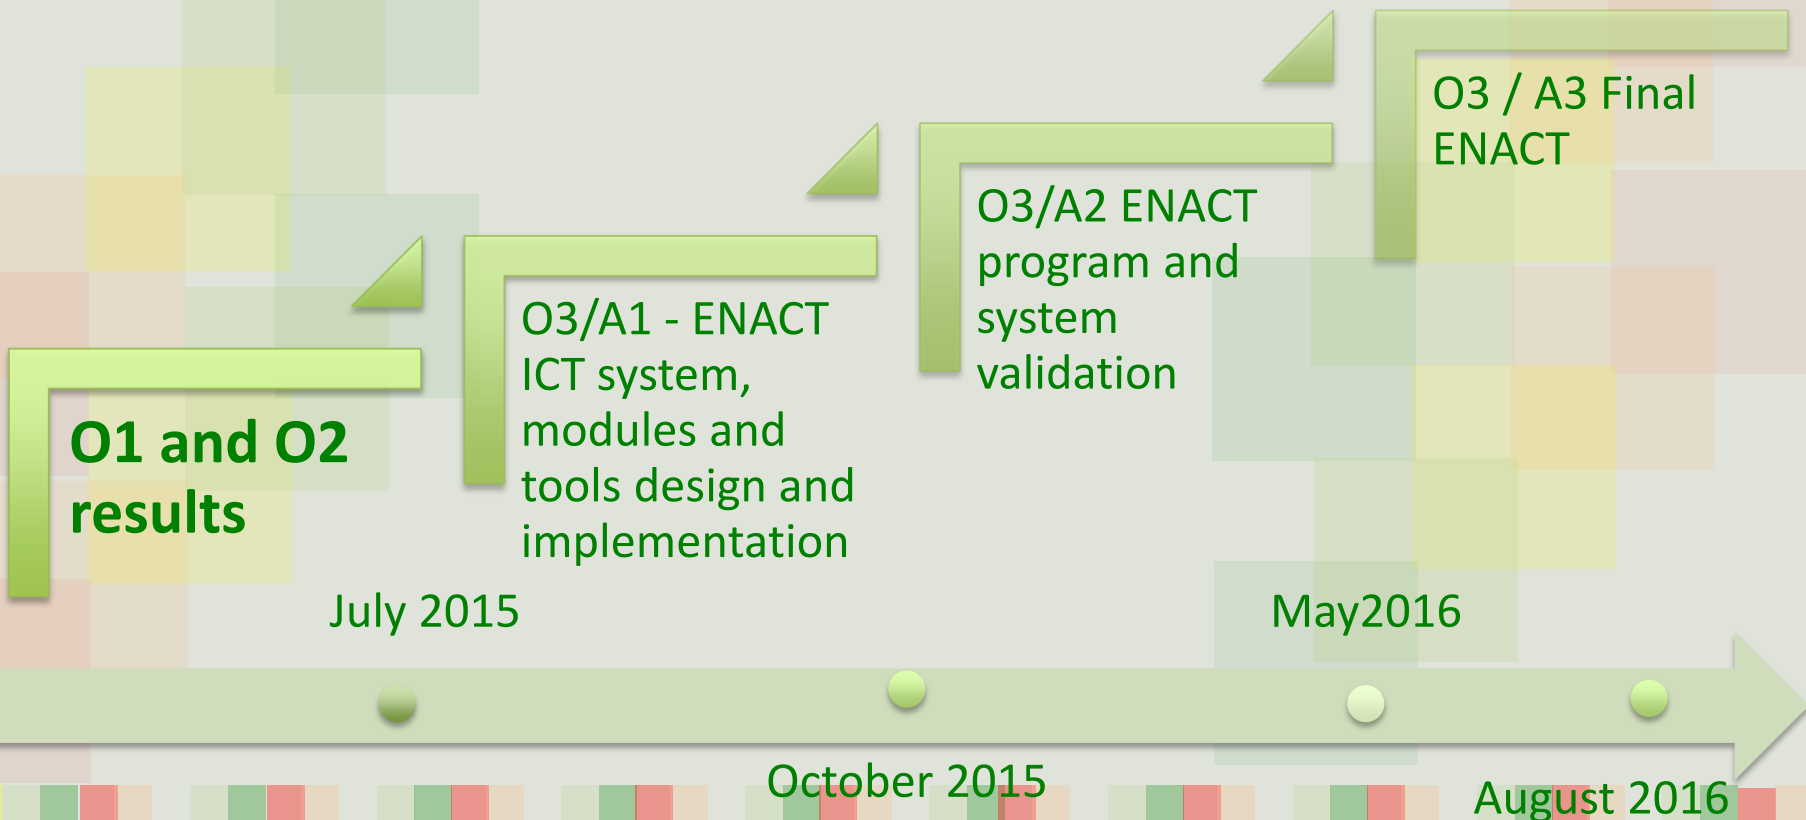 O1 and O2
results
O3/A1 - ENACT
ICT system,
modules and
tools design and
implementation
O3/A2 ENACT
program and
system
validation
O3 / A3 Final
ENACT
July 2015
October 2015
May2016
August 2016